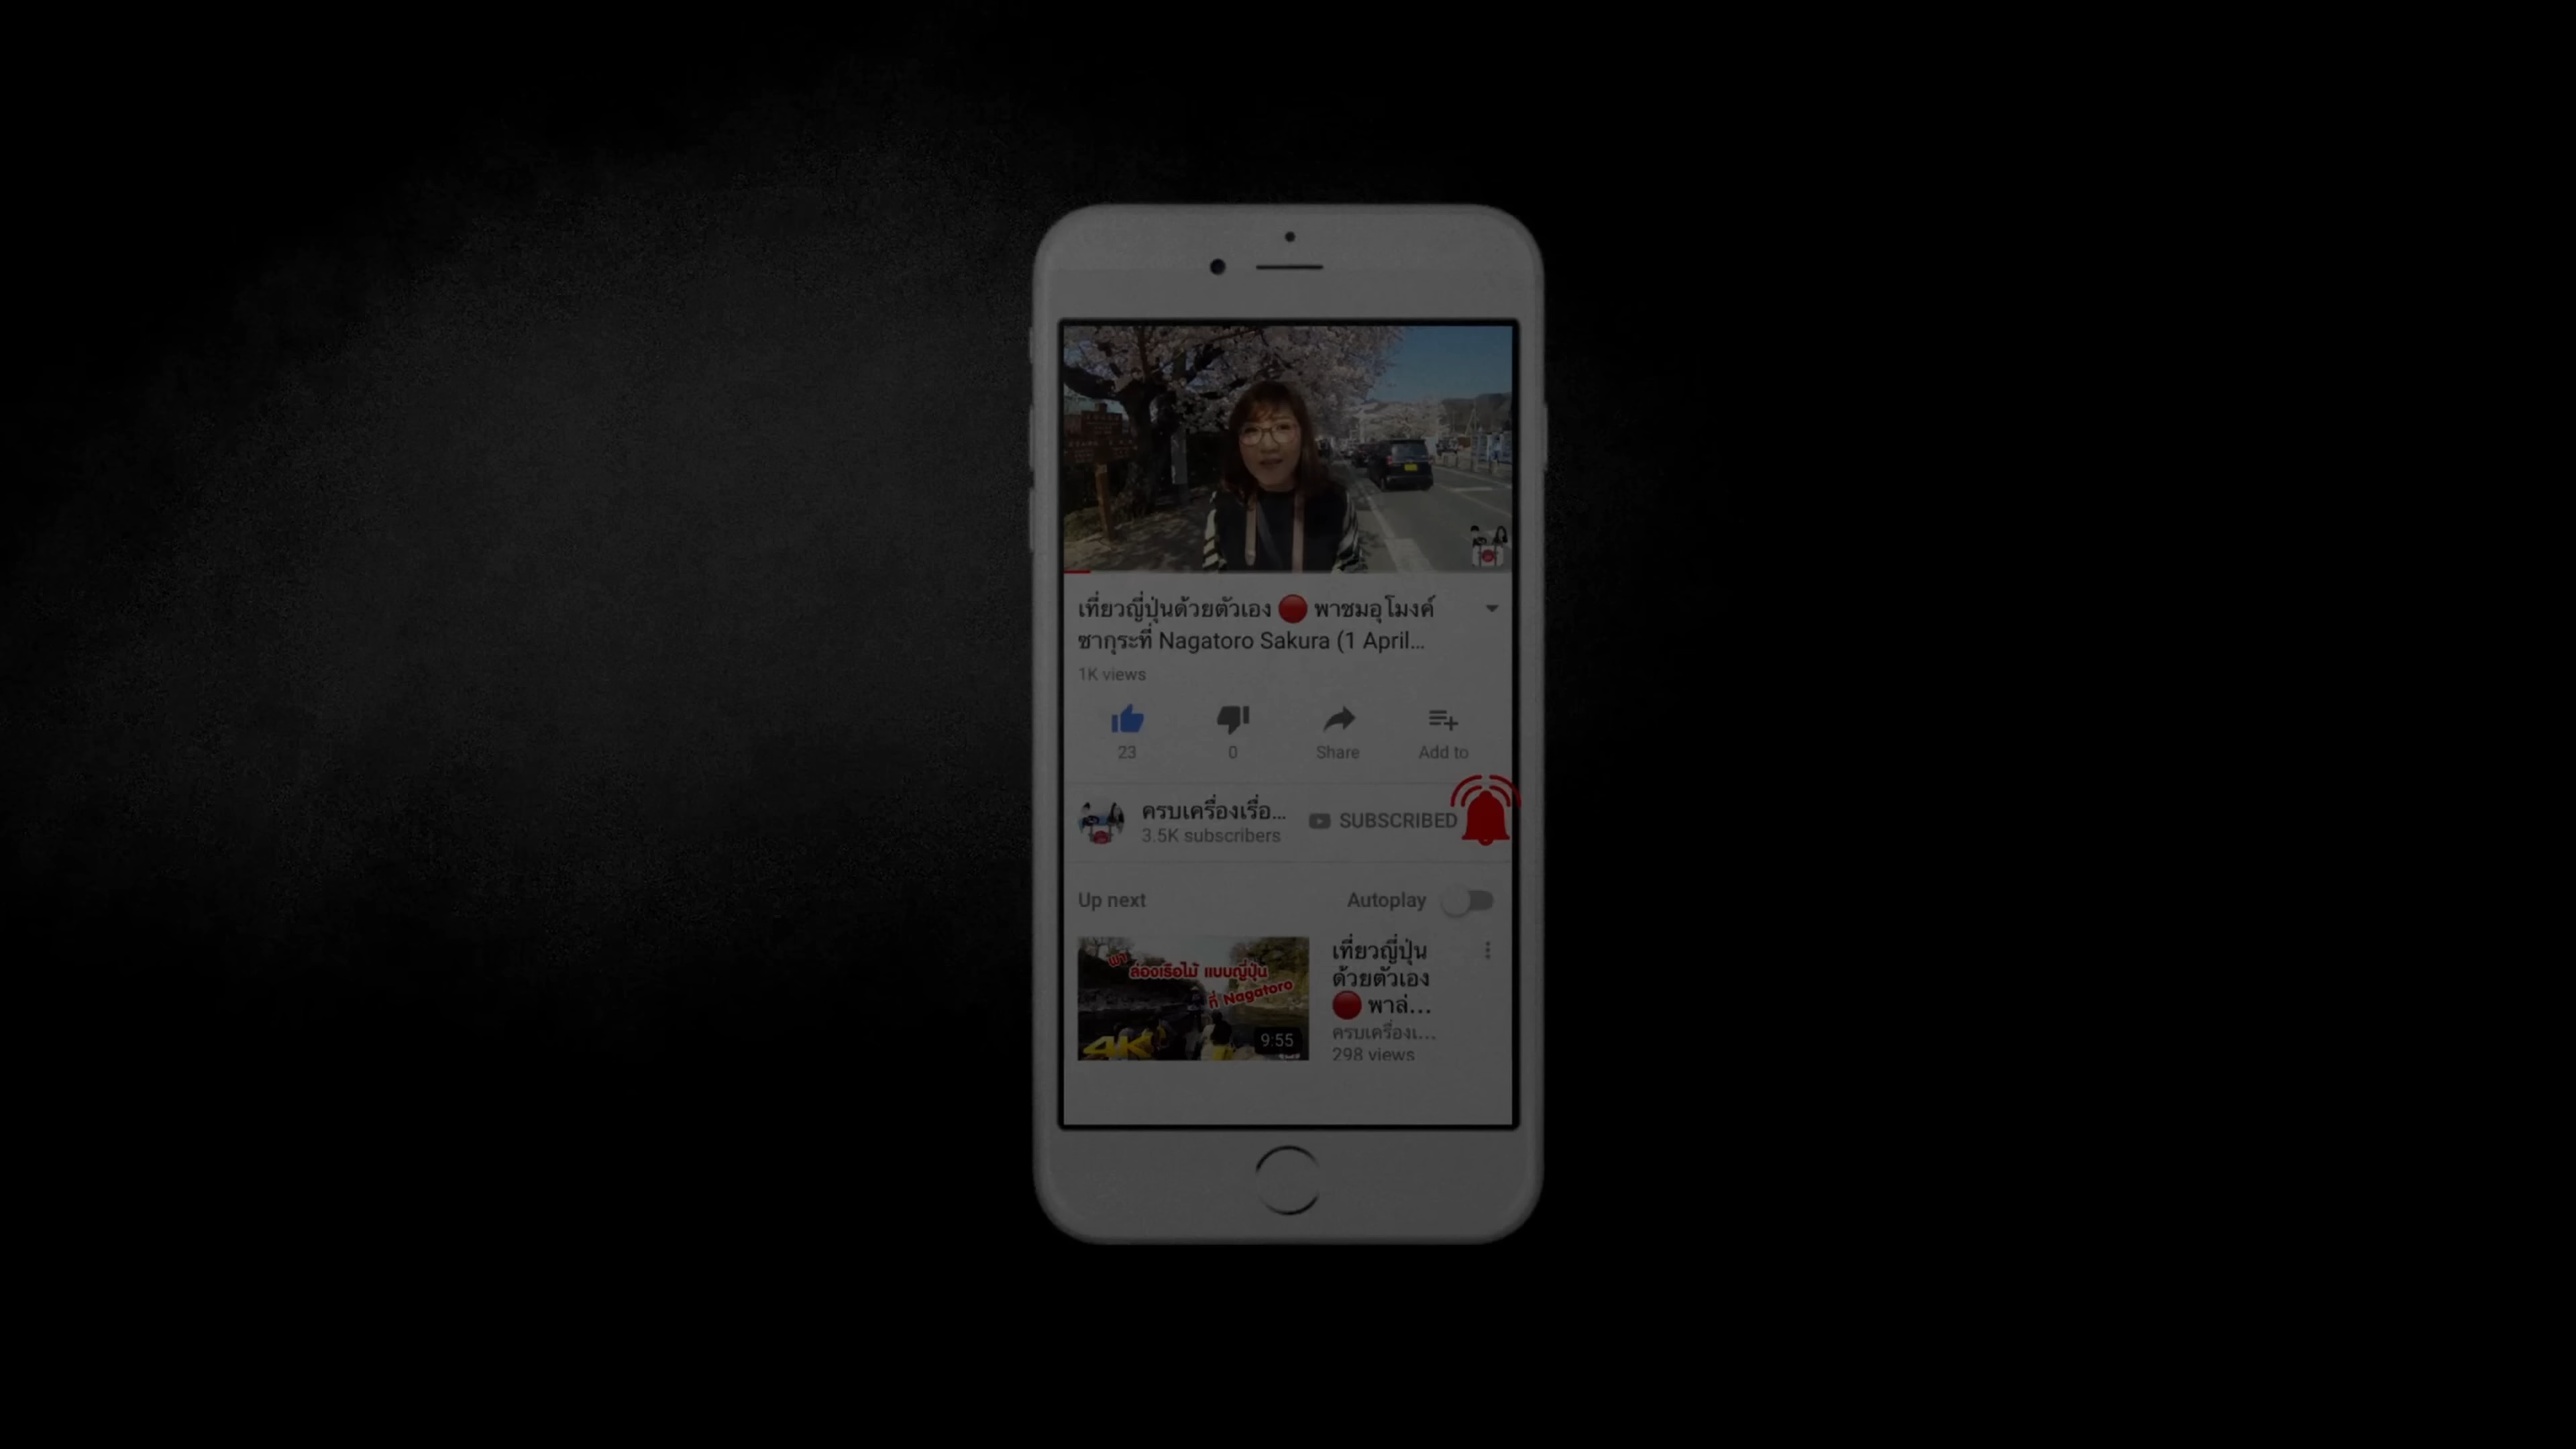 เที่ยวญี่ปุ่นด้วยตัวเอง 🔴 พาชมอุโมงค์
ซากุระที่ Nagatoro Sakura (1 April...
1K views
23
0
Share
Add to
ครบเครื่องเรื่อ...
3.5K subscribers
SUBSCRIBED
Up next
Autoplay
พา
ล่องเรือไม้ แบบญี่ปุ่น
ที่ Nagatoro
4K
9:55
เที่ยวญี่ปุ่น
ด้วยตัวเอง
🔴 พาล่...
ครบเครื่องเ...
298 views